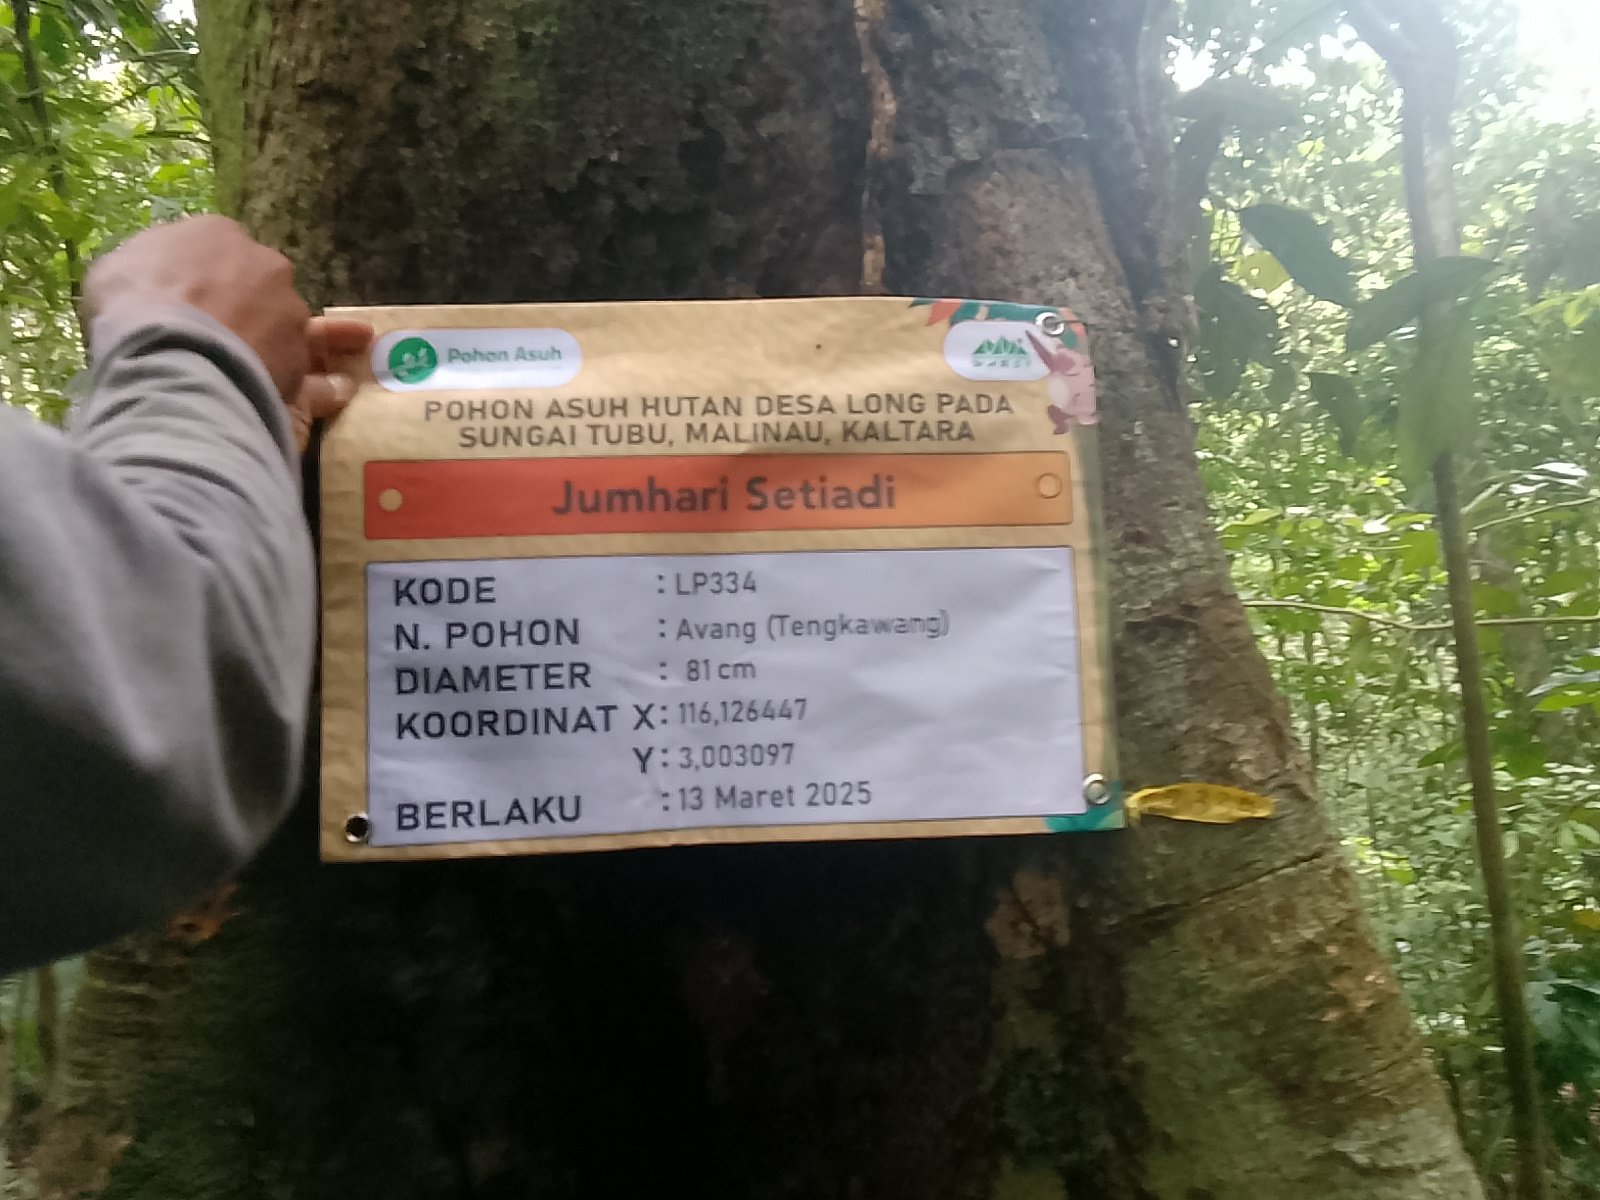 Pohon Asuh
WARSI
POHON ASUH HUTAN DESA LONG PADA
SUNGAI TUBU, MALINAU, KALTARA
Jumhari Setiadi
KODE : LP334
N. POHON : Avang (Tengkawang)
DIAMETER : 81 cm
KOORDINAT X: 116,126447
Y: 3,003097
BERLAKU : 13 Maret 2025